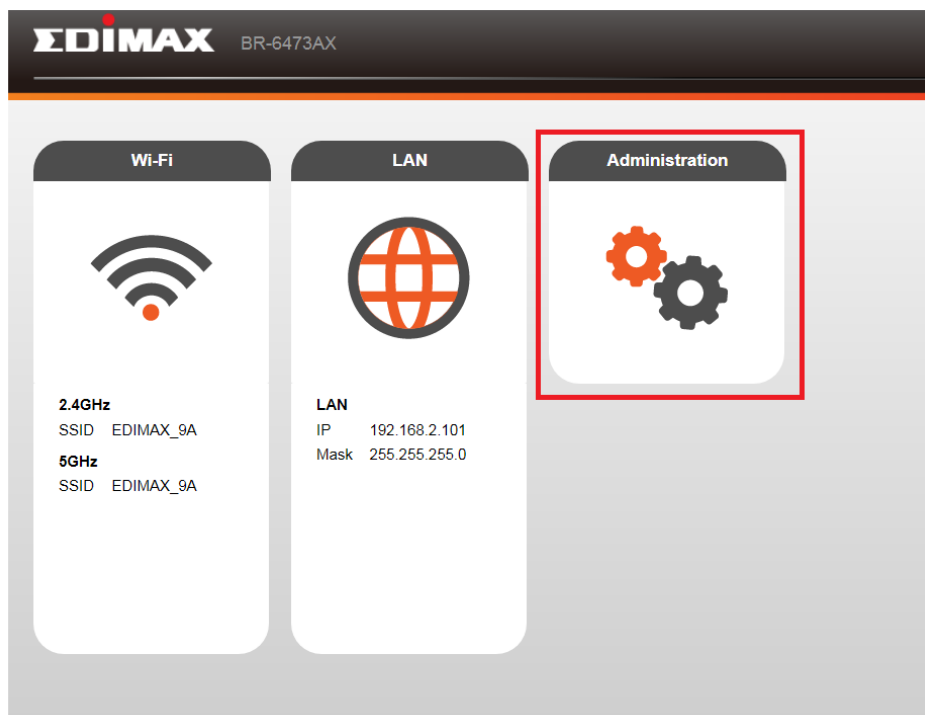 EDIMAX BR-6473AX
Wi-Fi
2.4GHz
SSID EDIMAX_9A
5GHz
SSID EDIMAX_9A
LAN
LAN
IP 192.168.2.101
Mask 255.255.255.0
Administration